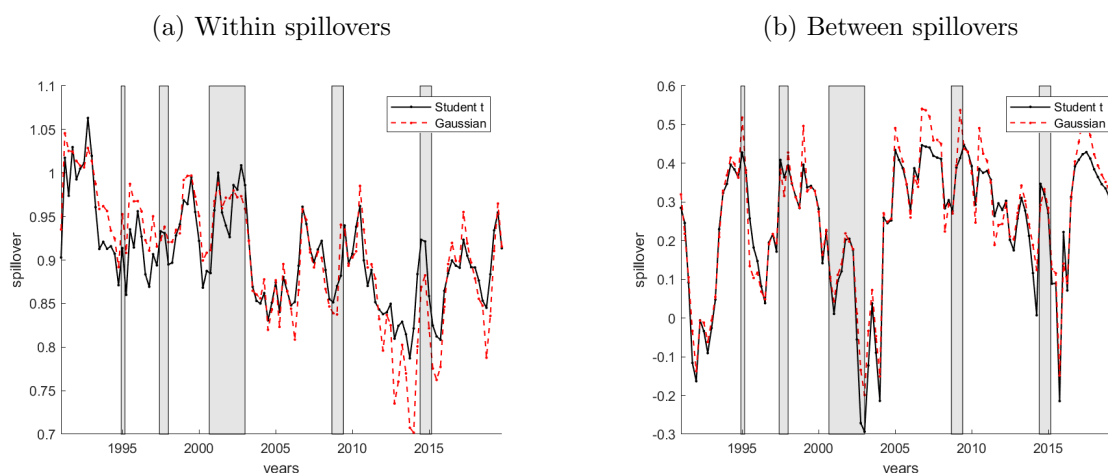 (a) Within spillovers
1.1
1.05
1
0.95
0.9
0.85
0.8
0.75
0.7
spillover
1995
2000
2005
2010
2015
years
Student t
Gaussian
(b) Between spillovers
0.6
0.5
0.4
0.3
0.2
0.1
0
-0.1
-0.2
-0.3
spillover
1995
2000
2005
2010
2015
years
Student t
Gaussian